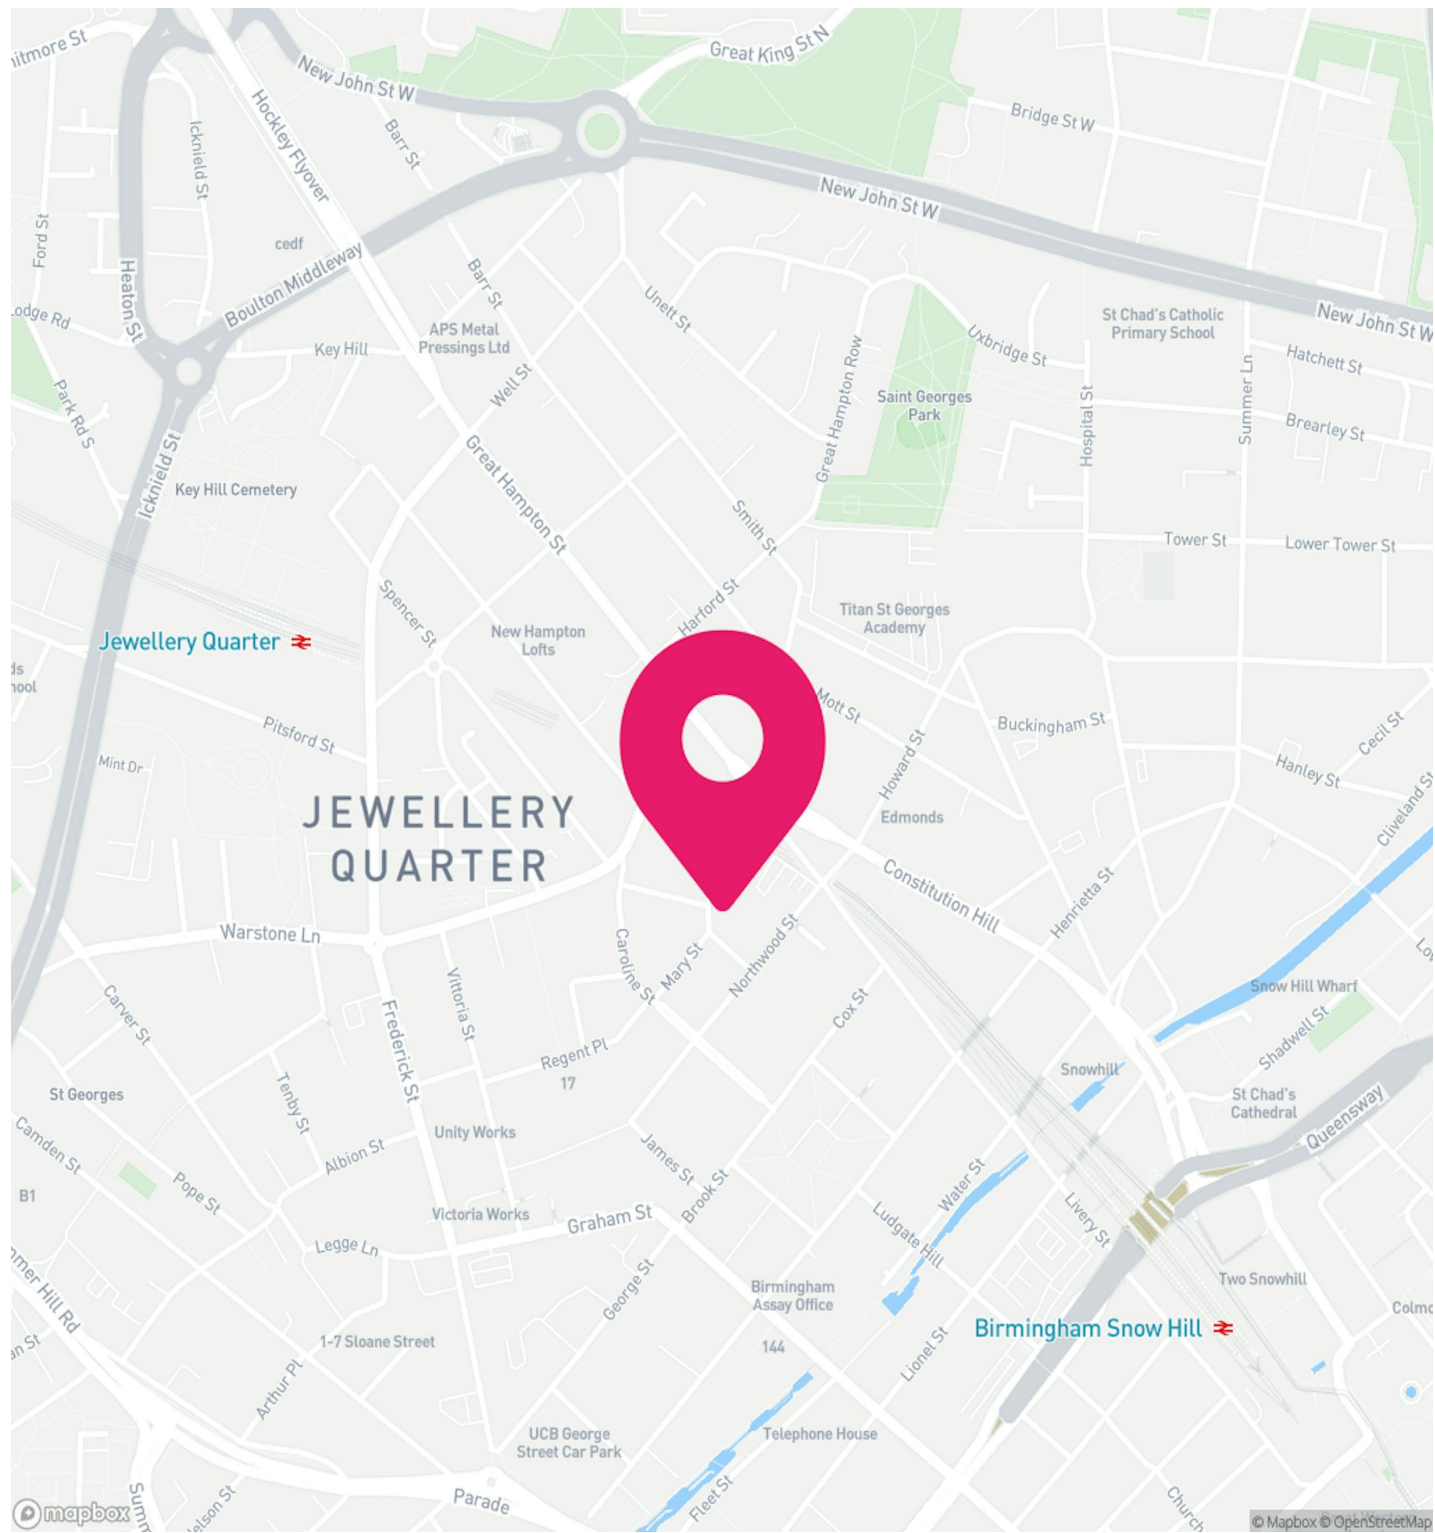 Great King St N
New John St W
Hockley Flyover
Icknield St
Barr St
Bridge St W
New John St W
Ford St
cedf
Heaton St
Boulton Middleway
Barr St
Unett St
Lodge Rd
St Chad's Catholic
Primary School
New John St W
APS Metal
Pressings Ltd
Key Hill
Uxbridge St
Hatchett St
Well St
Park Rd S
Great Hampton Row
Saint Georges
Park
Hospital St
Summer Ln
Brearley St
Icknield St
Key Hill Cemetery
Great Hampton St
Smith St
Tower St
Lower Tower St
Spencer St
Harford St
Titan St Georges
Academy
New Hampton
Lofts
Jewellery Quarter
Mott St
Pitsford St
Buckingham St
Cecil St
Mint Dr
Howard St
Hanley St
JEWELLERY
QUARTER
Edmonds
Cliveland St
Constitution Hill
Henrietta St
Warstone Ln
Caroline St
Mary St
Northwood St
Vittoria St
Snow Hill Wharf
Carver St
Cox St
Frederick St
Shadwell St
Regent Pl
17
Snowhill
St Georges
Tenby St
St Chad's
Cathedral
Queensway
Camden St
Unity Works
James St
Albion St
Pope St
B1
Brook St
Water St
Victoria Works
Graham St
Livery St
Ludgate Hill
Legge Ln
George St
Birmingham
Assay Office
Two Snowhill
Birmingham Snow Hill
1-7 Sloane Street
144
Lionel St
Arthur Pl
UCB George
Street Car Park
Telephone House
Parade
Fleet St
mapbox
© Mapbox © OpenStreetMap